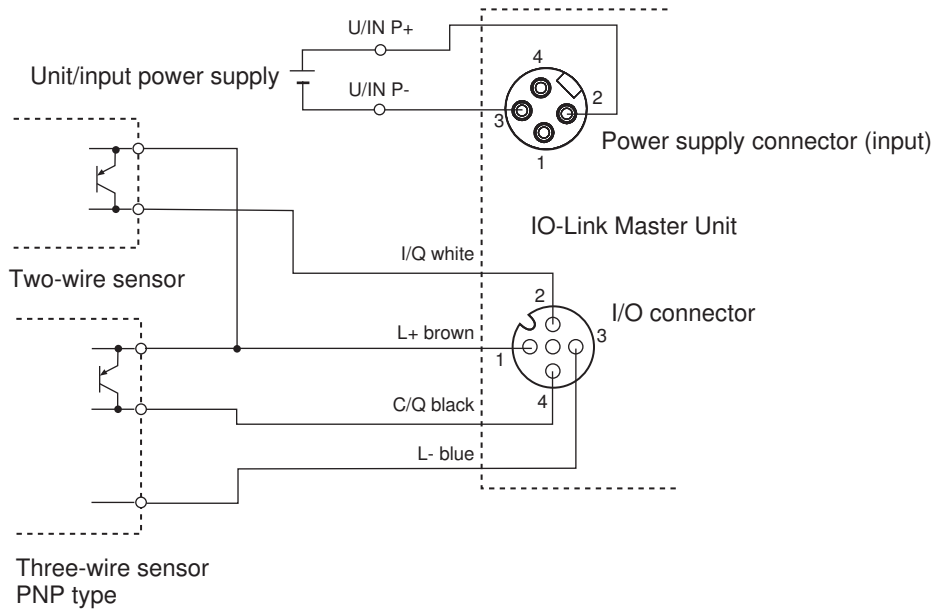 U/IN P+
Unit/input power supply
U/IN P-
4
2
3
1
Power supply connector (input)
IO-Link Master Unit
Two-wire sensor
I/Q white
2
I/O connector
3
L+ brown
1
C/Q black
4
L- blue
Three-wire sensor
PNP type